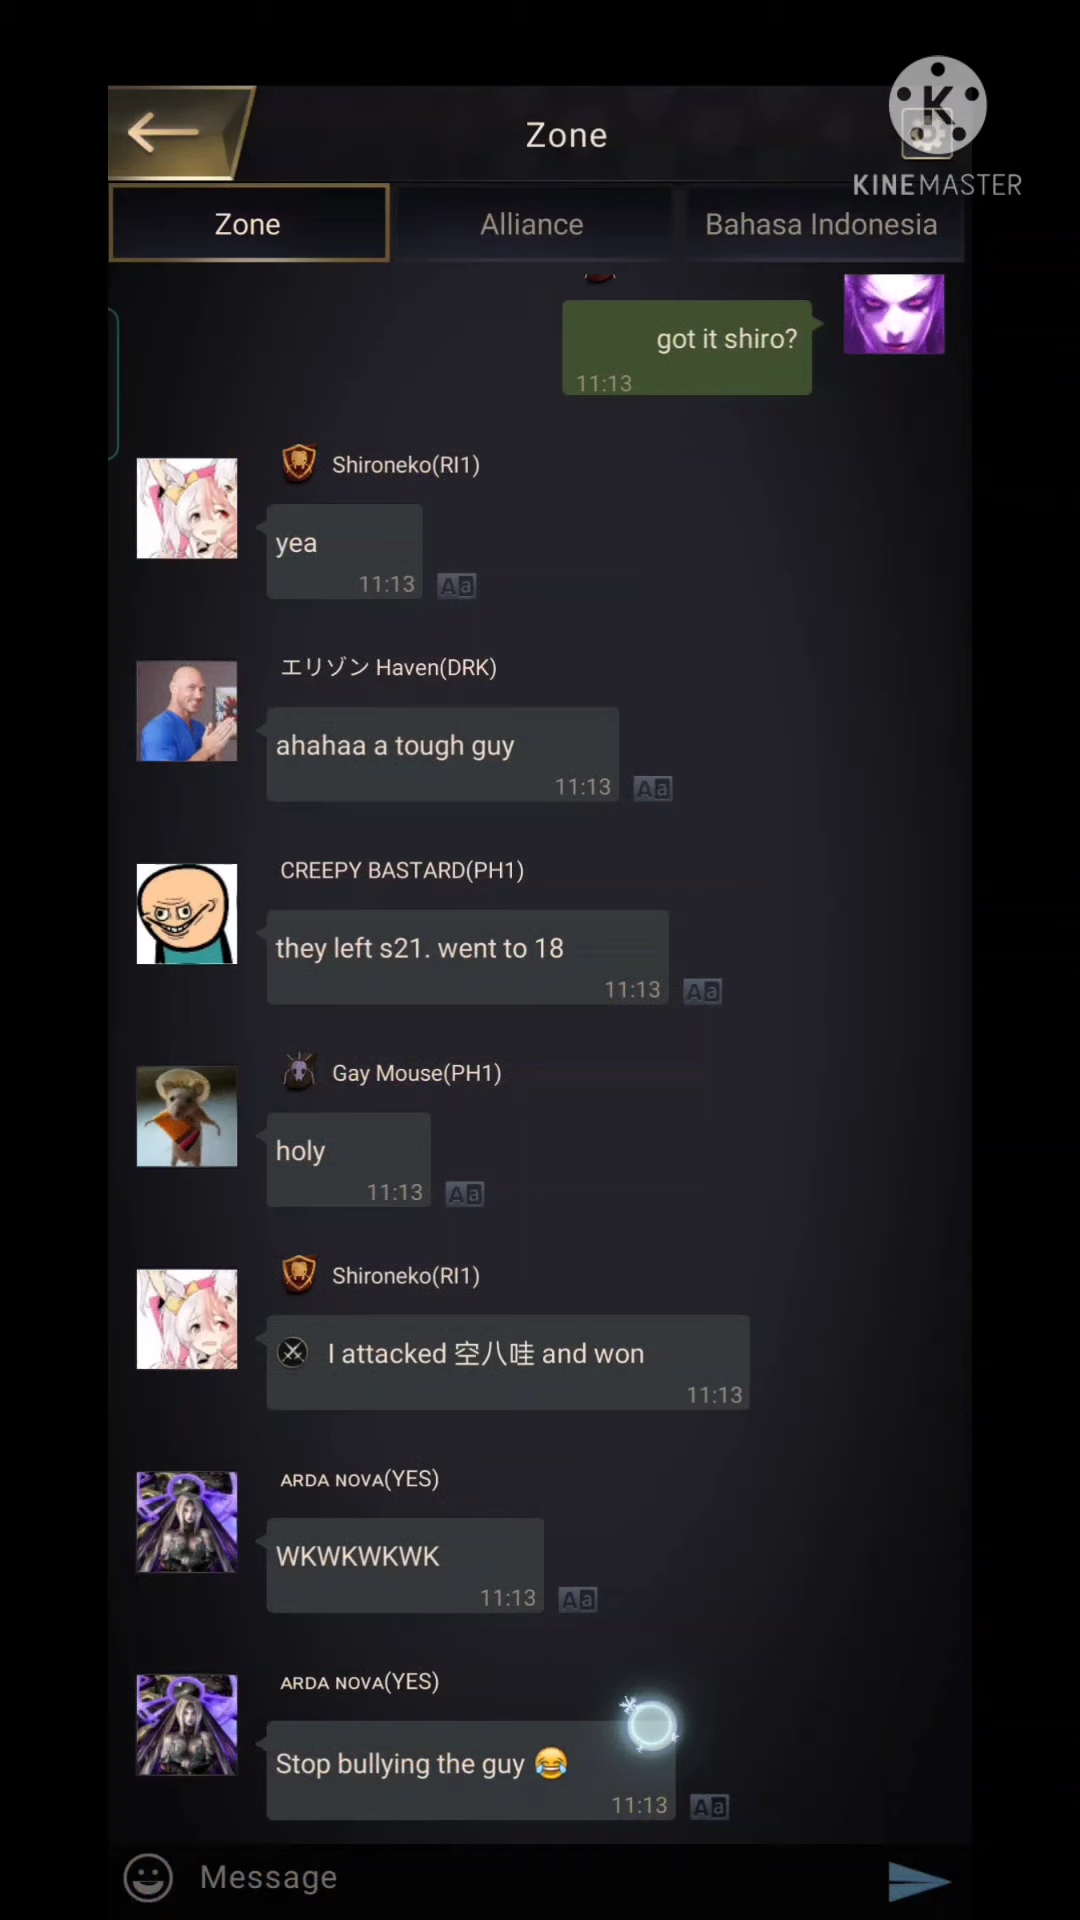 Zone
K
KINEMASTER
Zone
Alliance
Bahasa Indonesia
got it shiro?
11:13
Shironeko(RI1)
yea
11:13
Aa
エリゾン Haven(DRK)
ahahaa a tough guy
11:13
Aa
CREEPY BASTARD(PH1)
they left s21. went to 18
11:13
Aa
Gay Mouse(PH1)
holy
11:13
Aa
Shironeko(RI1)
I attacked 空八哇 and won
11:13
ARDA NOVA(YES)
WKWKWKWK
11:13
Aa
ARDA NOVA(YES)
Stop bullying the guy 😂
11:13
Aa
Message